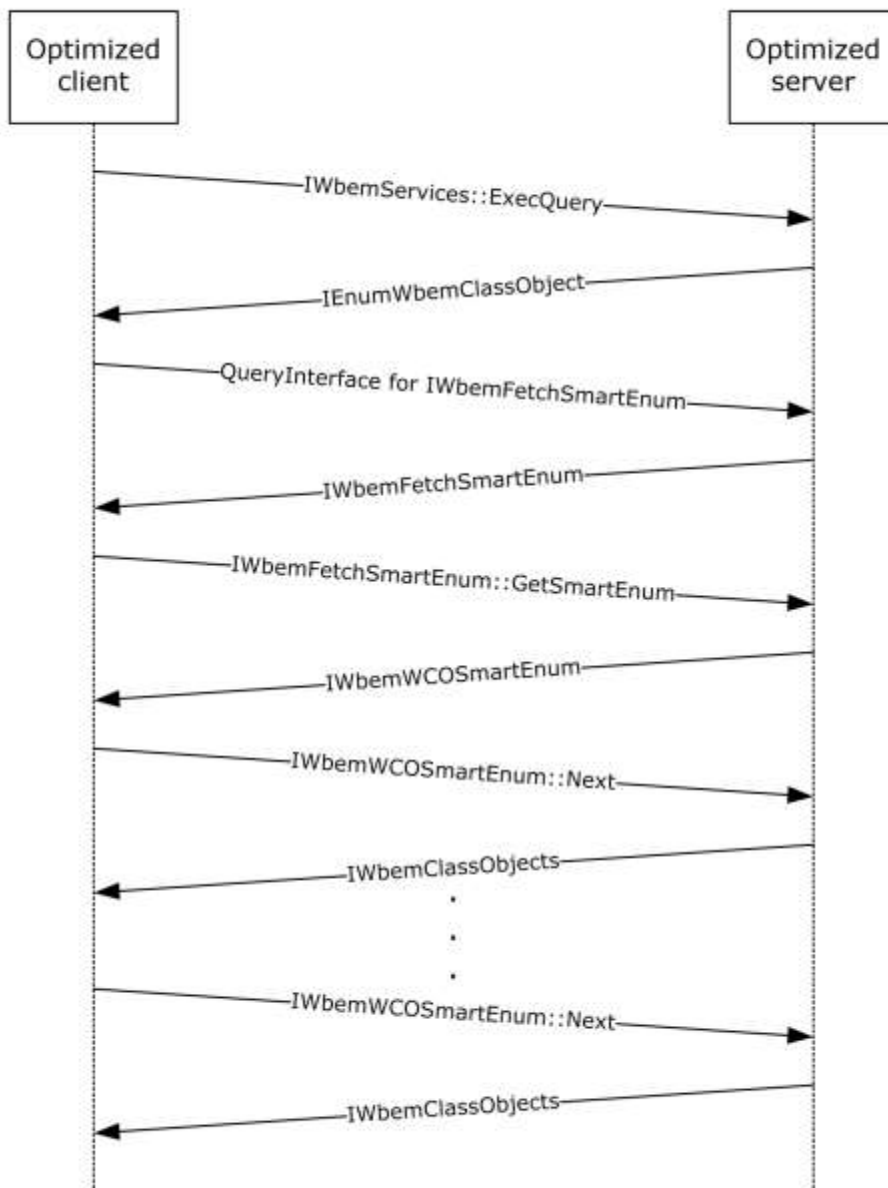 Optimized
client
Optimized
server
IWbemServices::ExecQuery
IEnumWbemClassObject
QueryInterface for IWbemFetchSmartEnum
IWbemFetchSmartEnum
IWbemFetchSmartEnum::GetSmartEnum
IWbemWCOSmartEnum
IWbemWCOSmartEnum::Next
IWbemClassObjects
.
.
.
IWbemWCOSmartEnum::Next
IWbemClassObjects